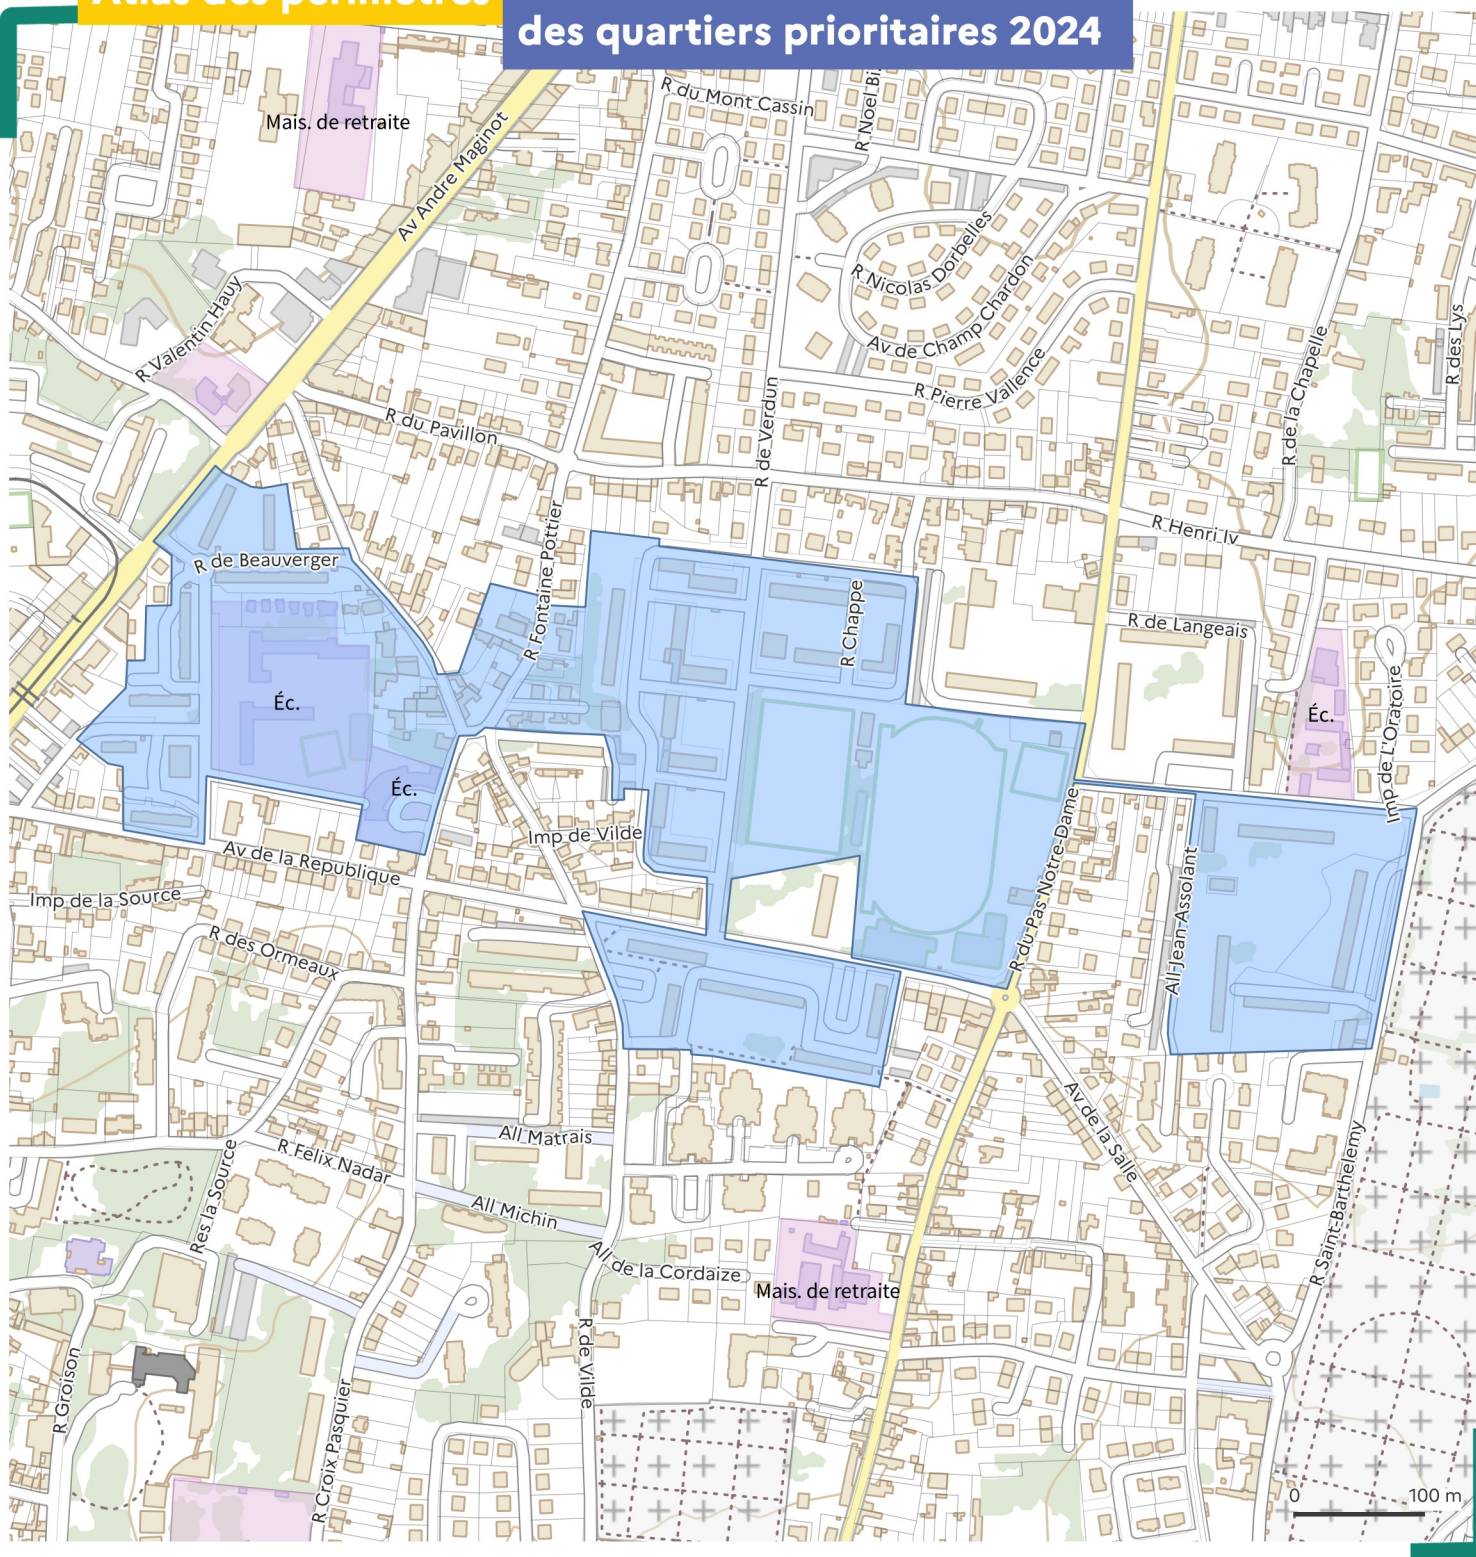 Atlas des périmètres
des quartiers prioritaires 2024
R du Mont Cassin
R Noel Bi
Mais. de retraite
Av Andre Maginot
R Nicolas Dorbelles
R Valentin Hauy
Av de Champ Chardon
R Pierre Vallence
R de la Chapelle
R des Lys
R du Pavillon
R de Verdun
R Henri Iv
R Fontaine Pottier
R de Beauverger
R Chappe
R de Langeais
Éc.
Éc.
Imp de L'Oratoire
Éc.
Imp de Vilde
R du Pas Notre-Dame
Av de la Republique
All Jean Assolant
Imp de la Source
R des Ormeaux
Av de la Salle
All Matrais
R Felix Nadar
Res la Source
All Michin
R Saint-Barthelemy
All de la Cordaize
Mais. de retraite
R de Vilde
R Groison
R Croix Pasquier
0 100 m